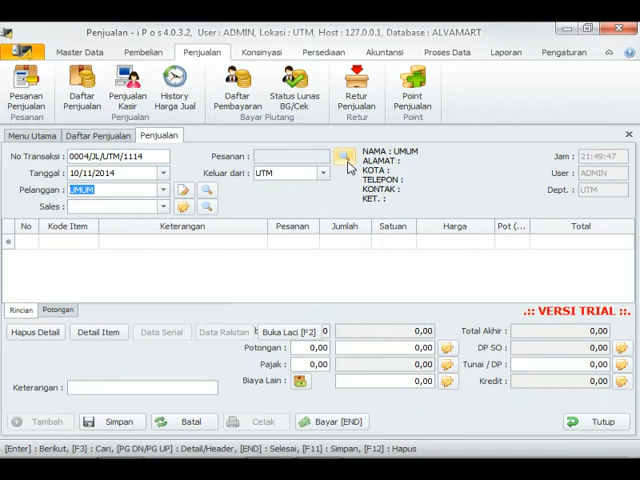 Penjualan - i P o s 4.0.3.2, User : ADMIN, Lokasi : UTM, Host : 127.0.0.1, Database : ALVAMART
Master Data Pembelian Penjualan Konsinyasi Persediaan Akuntansi Proses Data Laporan Pengaturan
Pesanan Penjualan
Daftar Penjualan
Penjualan Kasir
History Harga Jual
Daftar Pembayaran
Status Lunas BG/Cek
Retur Penjualan
Point Penjualan
Pesanan Penjualan Bayar Piutang Retur Point
Menu Utama Daftar Penjualan Penjualan
No Transaksi : 0004/JL/UTM/1114 Pesanan : NAMA : UMUM Jam : 21:49:47
ALAMAT :
Tanggal : 10/11/2014 Keluar dari : UTM KOTA : User : ADMIN
TELEPON :
Pelanggan : UMUM KONTAK : Dept. : UTM
KET. :
Sales :
No Kode Item Keterangan Pesanan Jumlah Satuan Harga Pot (... Total
Rincian Potongan .:: VERSI TRIAL ::.
Hapus Detail Detail Item Data Serial Data Rakitan Buka Laci [F2] 0 0,00 Total Akhir : 0,00
Potongan : 0,00 0,00 DP SO : 0,00
Pajak : 0,00 0,00 Tunai / DP : 0,00
Keterangan : Biaya Lain : 0,00 Kredit : 0,00
Tambah Simpan Batal Cetak Bayar [END] Tutup
[Enter] : Berikut, [F3] : Cari, [PG DN/PG UP] : Detail/Header, [END] : Selesai, [F11] : Simpan, [F12] : Hapus